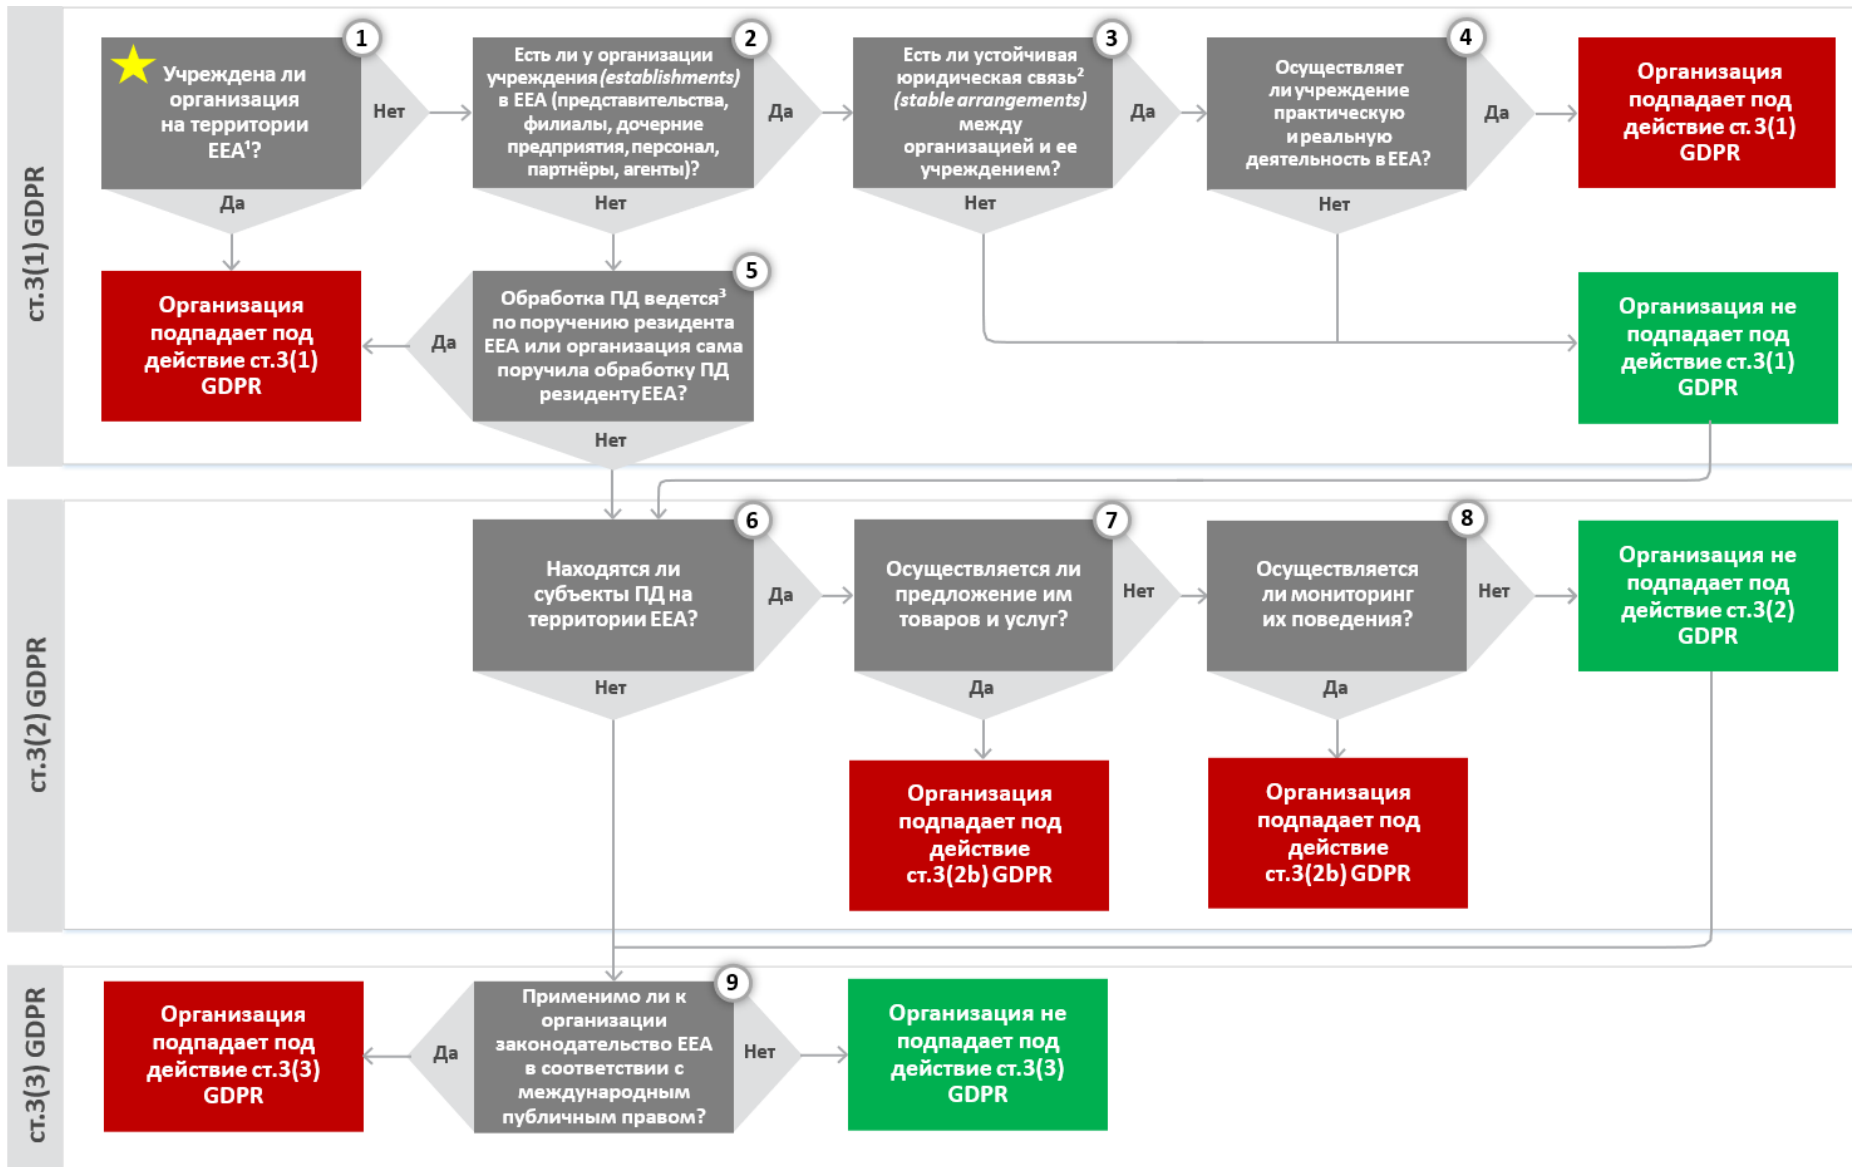 ст.3(1) GDPR
1
Учреждена ли
организация
на территории
EEA¹?
Нет
Да
2
Есть ли у организации
учреждения (establishments)
в EEA (представительства,
филиалы, дочерние
предприятия, персонал,
партнёры, агенты)?
Да
Нет
3
Есть ли устойчивая
юридическая связь²
(stable arrangements)
между
организацией и ее
учреждением?
Да
Нет
4
Осуществляет
ли учреждение
практическую
и реальную
деятельность в EEA?
Да
Нет
Организация
подпадает под
действие ст.3(1)
GDPR
Организация
подпадает под
действие ст.3(1)
GDPR
5
Обработка ПД ведется³
по поручению резидента
EEA или организация сама
поручила обработку ПД
резиденту EEA?
Да
Нет
Организация не
подпадает под
действие ст.3(1)
GDPR
ст.3(2) GDPR
6
Находятся ли
субъекты ПД на
территории EEA?
Да
Нет
7
Осуществляется ли
предложение им
товаров и услуг?
Нет
Да
8
Осуществляется
ли мониторинг
их поведения?
Нет
Да
Организация не
подпадает под
действие ст.3(2)
GDPR
Организация
подпадает под
действие
ст.3(2b) GDPR
Организация
подпадает под
действие
ст.3(2b) GDPR
ст.3(3) GDPR
Организация
подпадает под
действие ст.3(3)
GDPR
Да
9
Применимо ли к
организации
законодательство EEA
в соответствии с
международным
публичным правом?
Нет
Организация не
подпадает под
действие ст.3(3)
GDPR